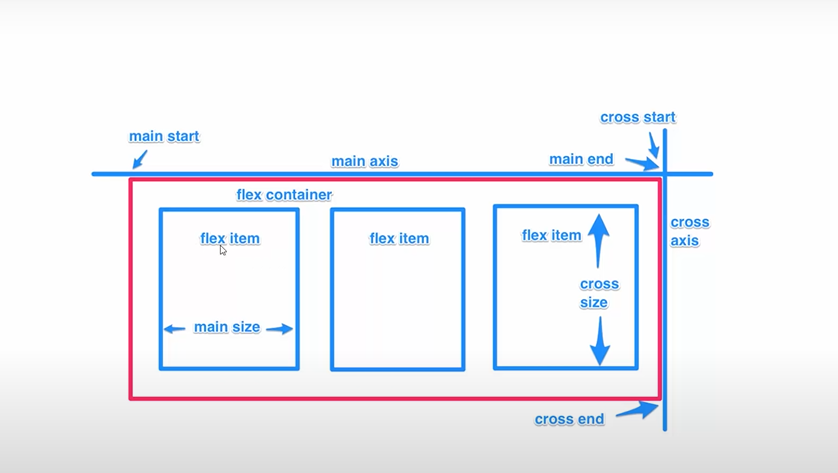 cross start
main start
main axis
main end
flex container
cross
axis
flex item
flex item
flex item
cross
size
main size
cross end